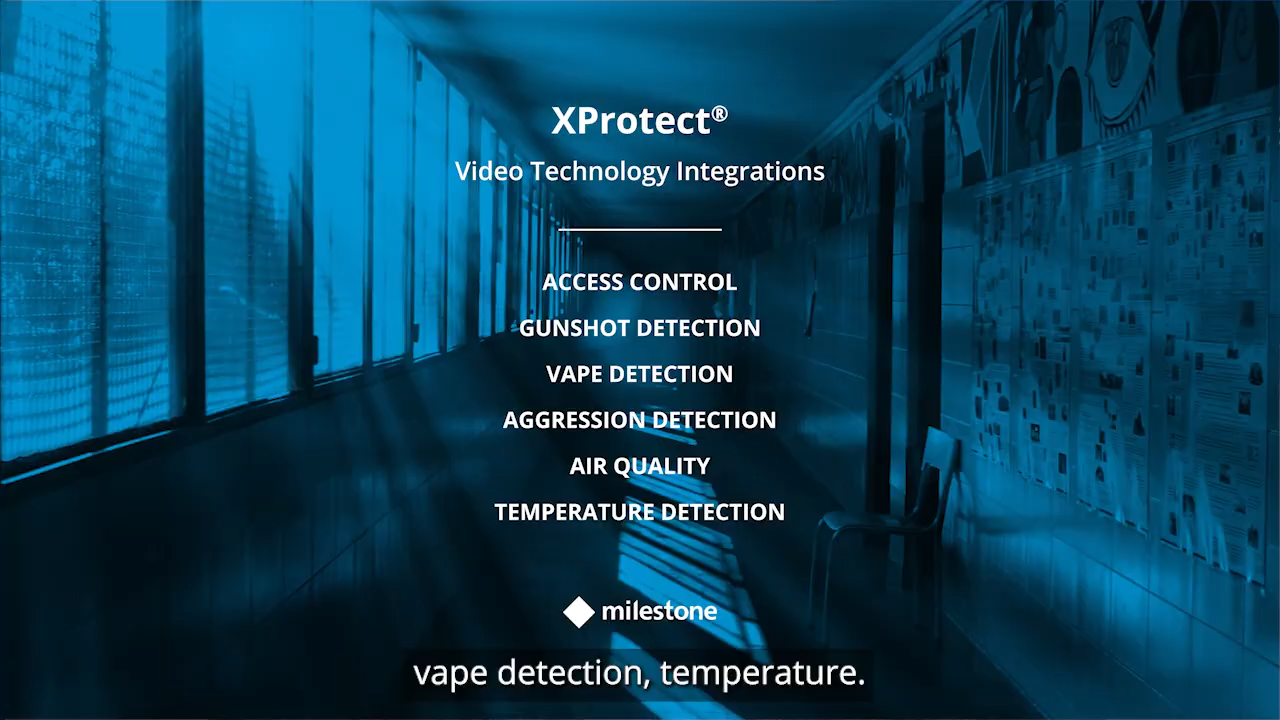 XProtect®
Video Technology Integrations
ACCESS CONTROL
GUNSHOT DETECTION
VAPE DETECTION
AGGRESSION DETECTION
AIR QUALITY
TEMPERATURE DETECTION
milestone
vape detection, temperature.